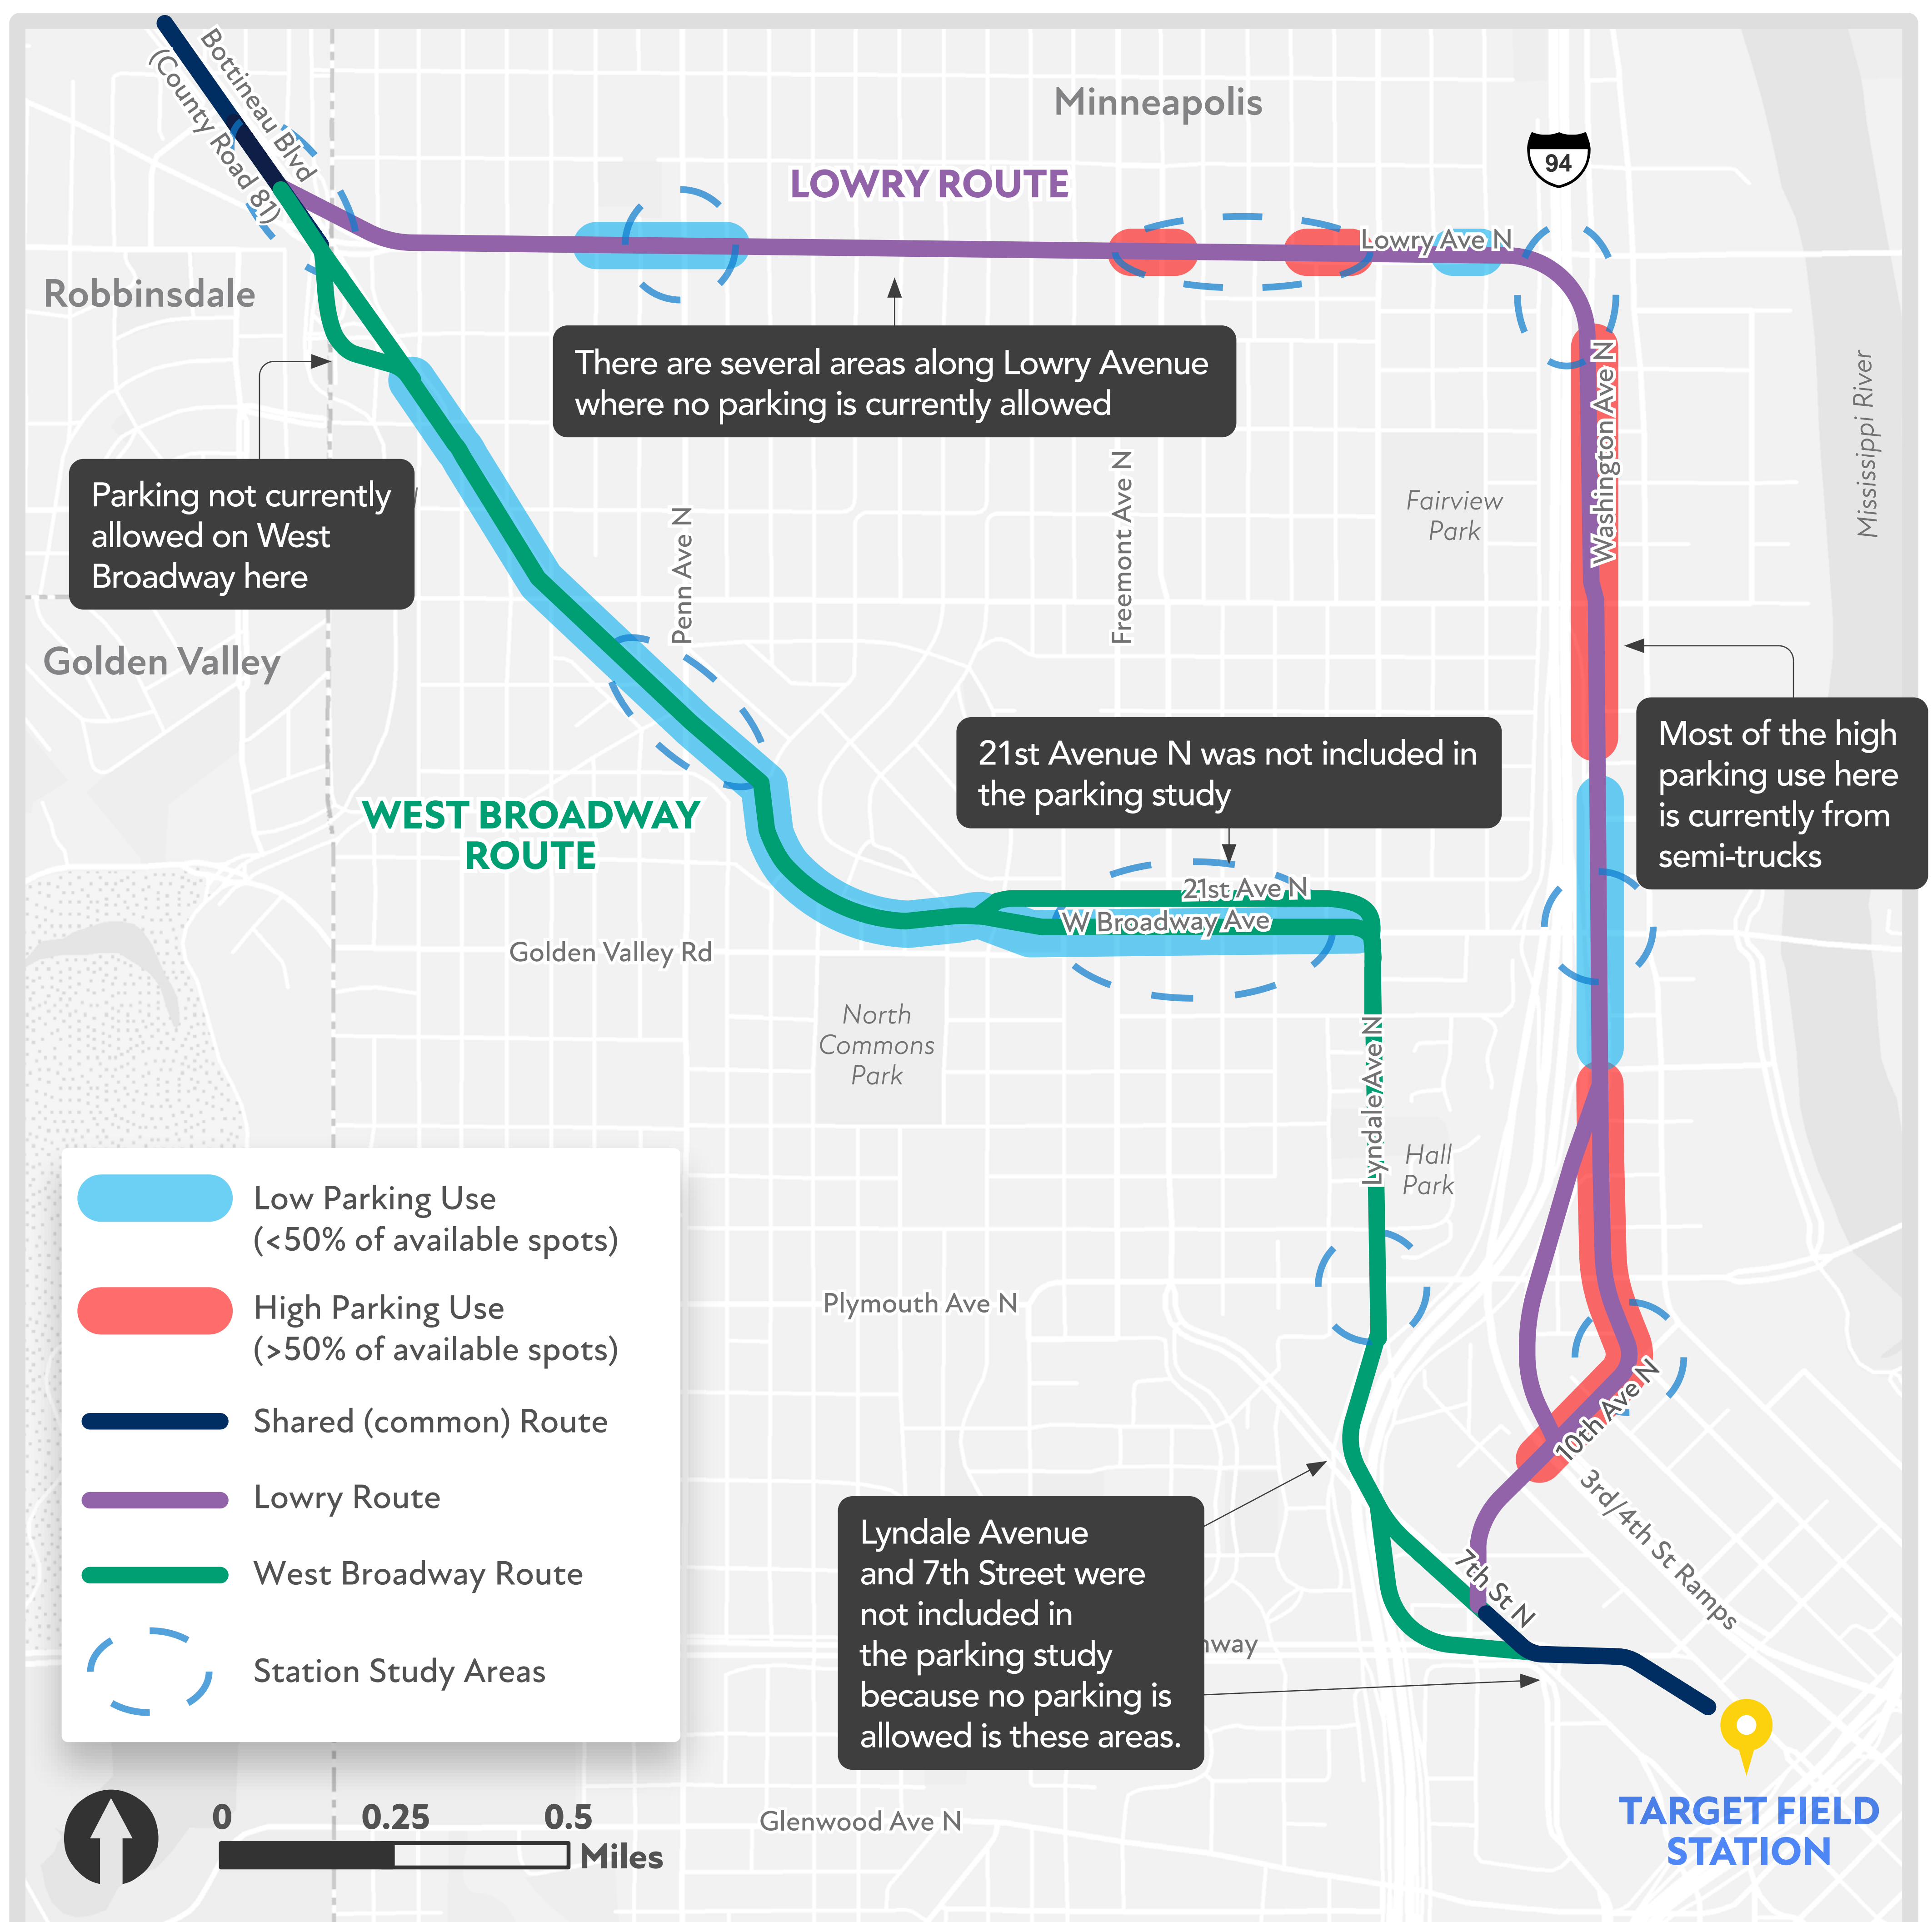 Bottineau Blvd
(County Road 81)
Minneapolis
94
LOWRY ROUTE
Lowry Ave N
Robbinsdale
There are several areas along Lowry Avenue
where no parking is currently allowed
Washington Ave N
Mississippi River
Parking not currently
allowed on West
Broadway here
Penn Ave N
Freemont Ave N
Fairview
Park
Golden Valley
21st Avenue N was not included in
the parking study
Most of the high
parking use here
is currently from
semi-trucks
WEST BROADWAY
ROUTE
21st Ave N
W Broadway Ave
Golden Valley Rd
North
Commons
Park
Lyndale Ave N
Hall
Park
Low Parking Use
(<50% of available spots)
High Parking Use
(>50% of available spots)
Shared (common) Route
Lowry Route
West Broadway Route
Station Study Areas
Plymouth Ave N
10th Ave N
3rd/4th St Ramps
7th St N
Lyndale Avenue
and 7th Street were
not included in
the parking study
because no parking is
allowed is these areas.
TARGET FIELD
STATION
0 0.25 0.5
Miles
Glenwood Ave N